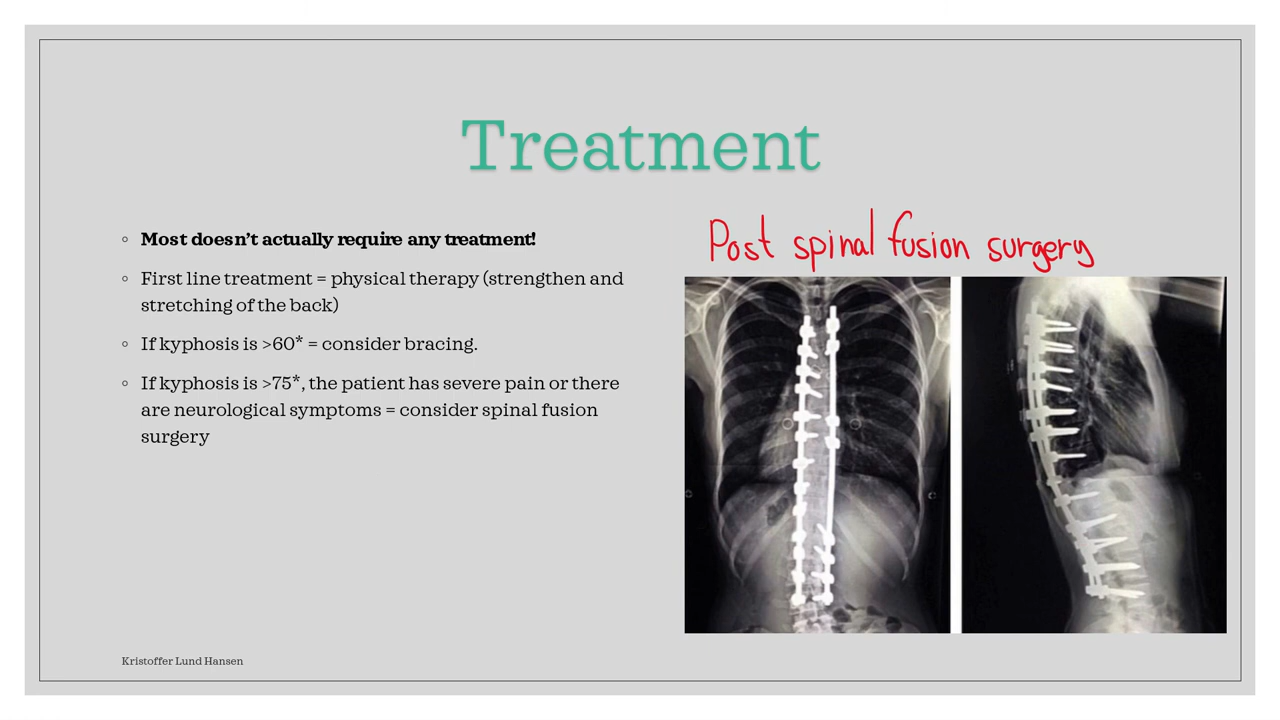 Treatment
Most doesn't actually require any treatment!
First line treatment = physical therapy (strengthen and
stretching of the back)
If kyphosis is >60* = consider bracing.
If kyphosis is >75*, the patient has severe pain or there
are neurological symptoms = consider spinal fusion
surgery
Post spinal fusion surgery
Kristoffer Lund Hansen